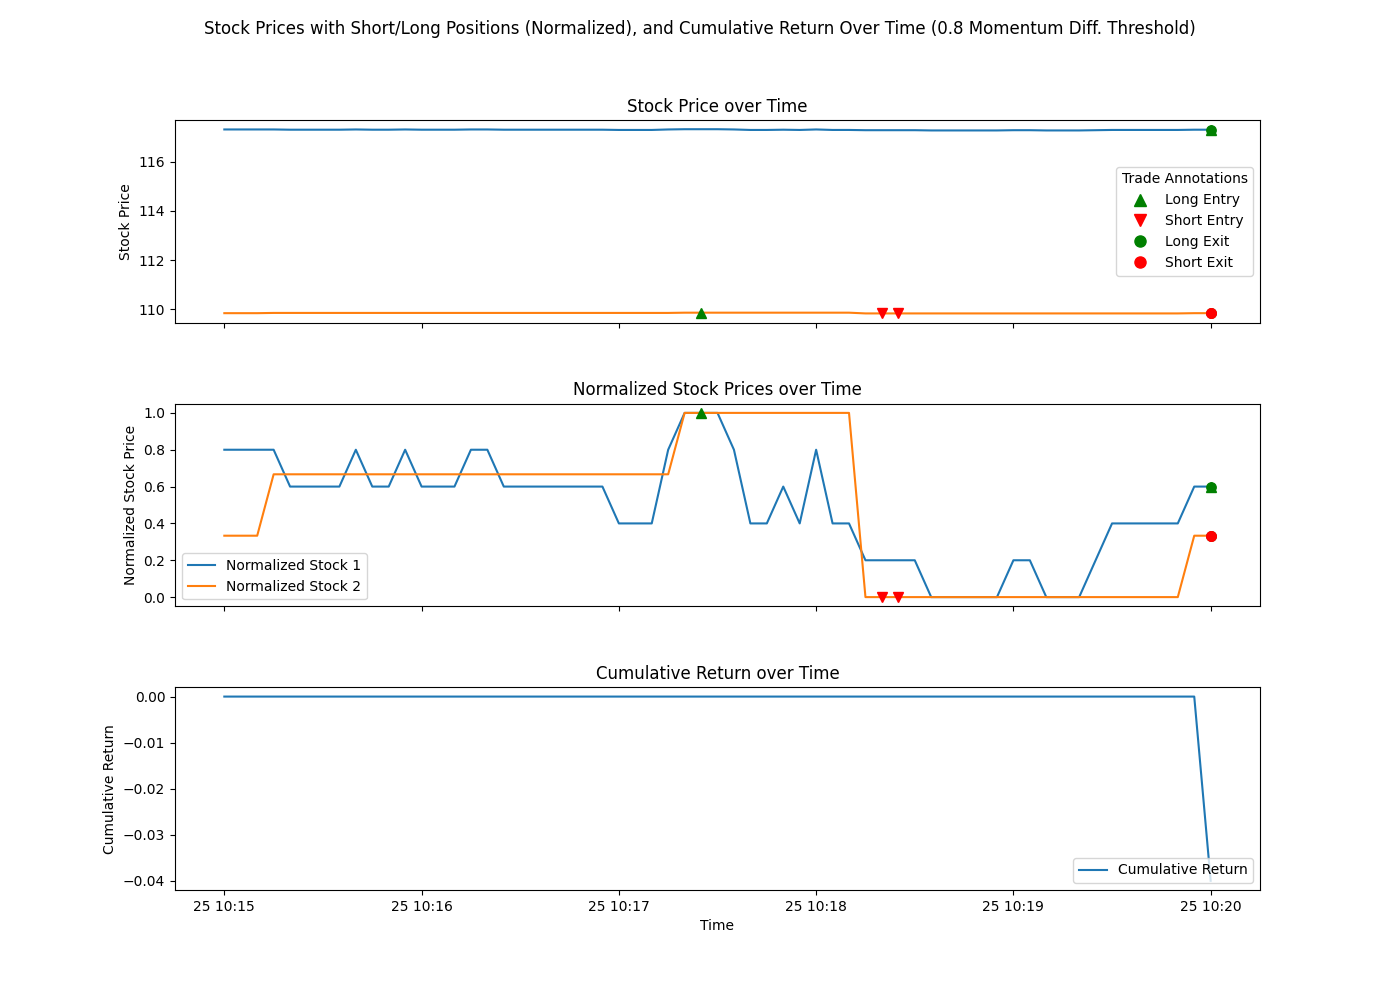 Stock Prices with Short/Long Positions (Normalized), and Cumulative Return Over Time (0.8 Momentum Diff. Threshold)
Stock Price over Time
Stock Price
116
114
112
110
Trade Annotations
Long Entry
Short Entry
Long Exit
Short Exit
Normalized Stock Prices over Time
Normalized Stock Price
1.0
0.8
0.6
0.4
0.2
0.0
Normalized Stock 1
Normalized Stock 2
Cumulative Return over Time
Cumulative Return
0.00
−0.01
−0.02
−0.03
−0.04
Cumulative Return
25 10:15 25 10:16 25 10:17 25 10:18 25 10:19 25 10:20
Time